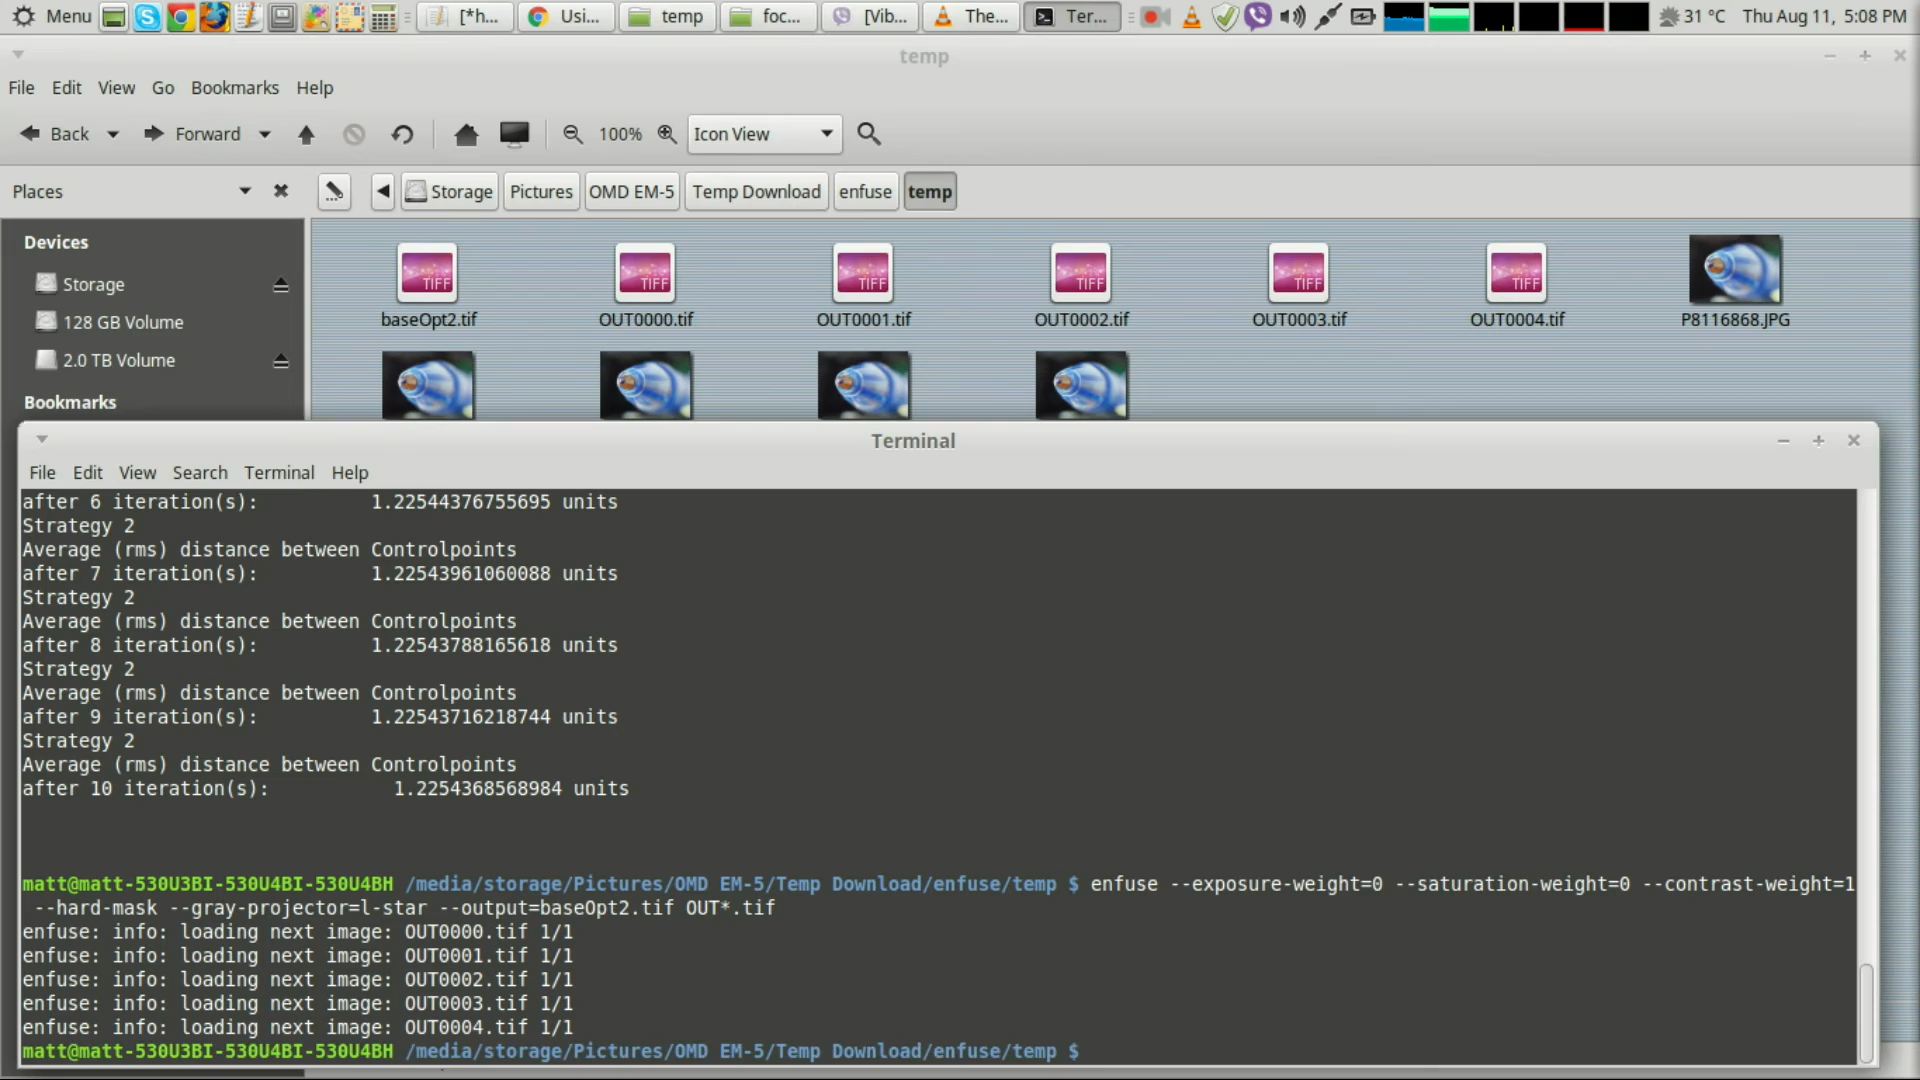 Menu [*h... Usi... temp foc... [Vib... The... Ter... 31 °C Thu Aug 11, 5:08 PM
temp
File Edit View Go Bookmarks Help
Back Forward 100% Icon View
Places Storage Pictures OMD EM-5 Temp Download enfuse temp
Devices
Storage
128 GB Volume
2.0 TB Volume
Bookmarks
TIFF TIFF TIFF TIFF TIFF TIFF
baseOpt2.tif OUT0000.tif OUT0001.tif OUT0002.tif OUT0003.tif OUT0004.tif P8116868.JPG
Terminal
File Edit View Search Terminal Help
after 6 iteration(s): 1.22544376755695 units
Strategy 2
Average (rms) distance between Controlpoints
after 7 iteration(s): 1.22543961060088 units
Strategy 2
Average (rms) distance between Controlpoints
after 8 iteration(s): 1.22543788165618 units
Strategy 2
Average (rms) distance between Controlpoints
after 9 iteration(s): 1.22543716218744 units
Strategy 2
Average (rms) distance between Controlpoints
after 10 iteration(s): 1.2254368568984 units
matt@matt-530U3BI-530U4BI-530U4BH /media/storage/Pictures/OMD EM-5/Temp Download/enfuse/temp $ enfuse --exposure-weight=0 --saturation-weight=0 --contrast-weight=1
--hard-mask --gray-projector=l-star --output=baseOpt2.tif OUT*.tif
enfuse: info: loading next image: OUT0000.tif 1/1
enfuse: info: loading next image: OUT0001.tif 1/1
enfuse: info: loading next image: OUT0002.tif 1/1
enfuse: info: loading next image: OUT0003.tif 1/1
enfuse: info: loading next image: OUT0004.tif 1/1
matt@matt-530U3BI-530U4BI-530U4BH /media/storage/Pictures/OMD EM-5/Temp Download/enfuse/temp $